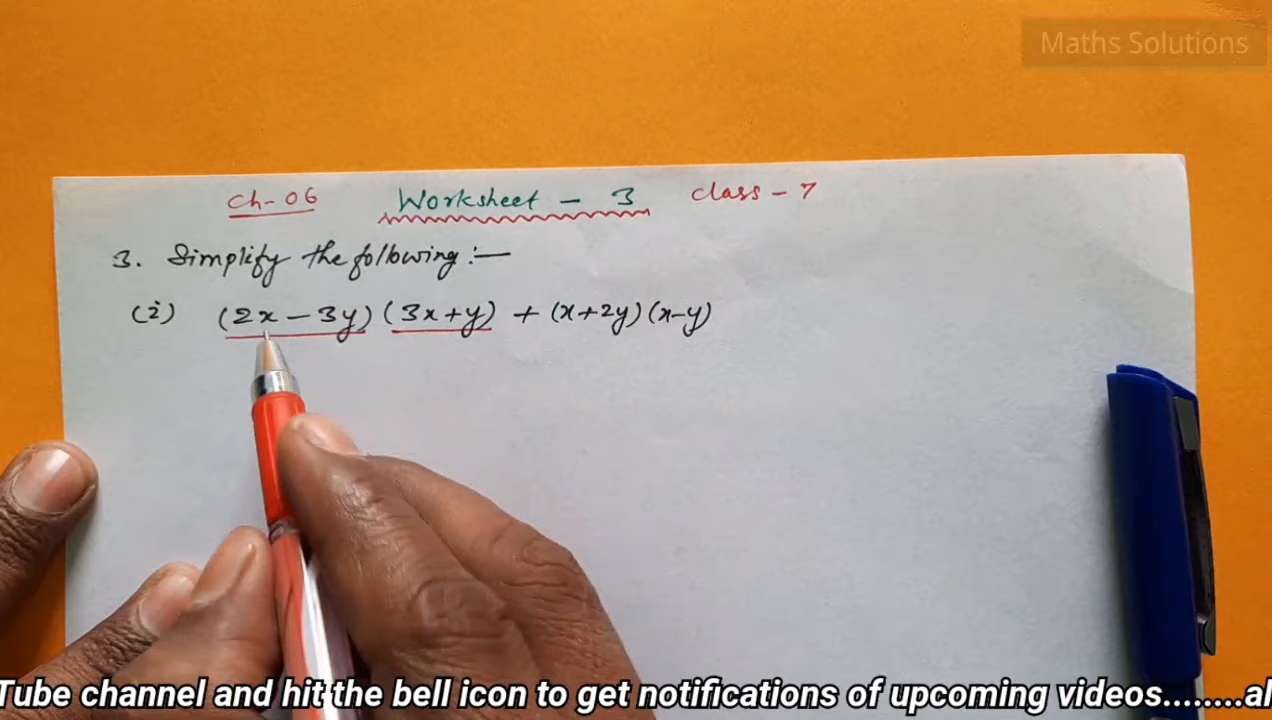 Maths Solutions
Ch-06 Worksheet - 3 Class - 7
3. Simplify the following :—
(i) (2x - 3y) (3x + y) + (x + 2y) (x - y)
Tube channel and hit the bell icon to get notifications of upcoming videos........al